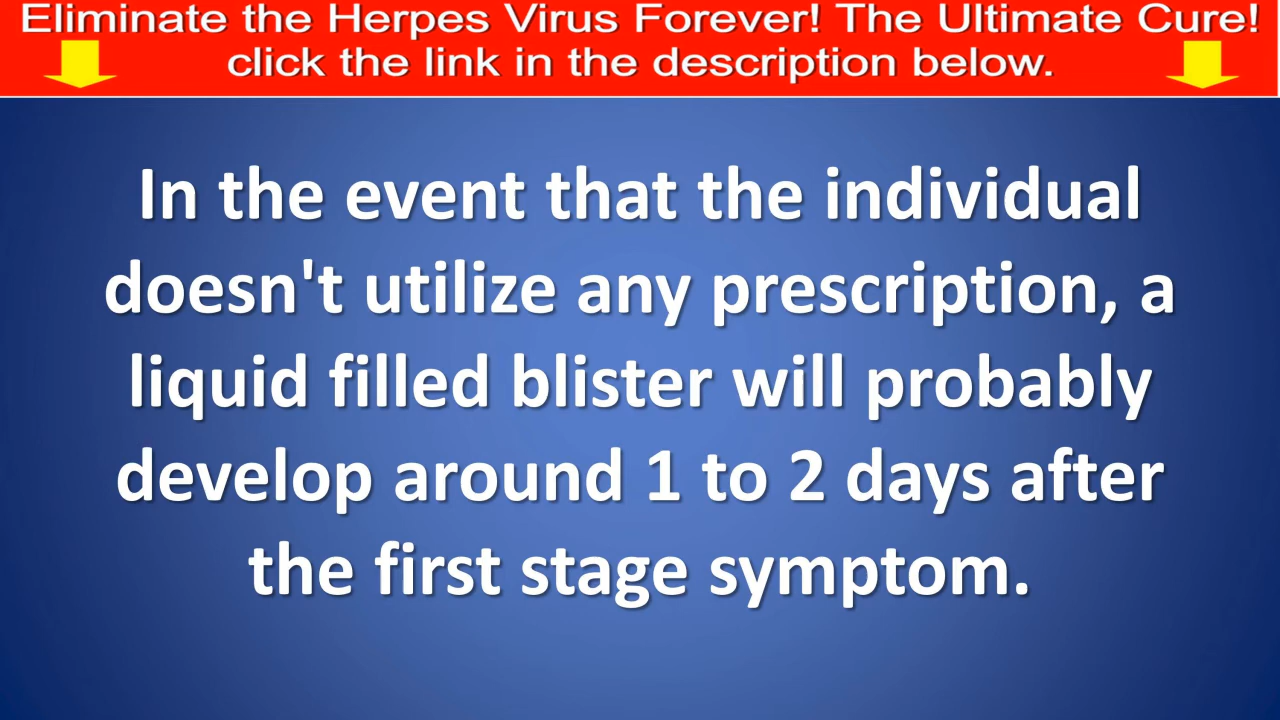 Eliminate the Herpes Virus Forever! The Ultimate Cure!
click the link in the description below.
In the event that the individual
doesn't utilize any prescription, a
liquid filled blister will probably
develop around 1 to 2 days after
the first stage symptom.